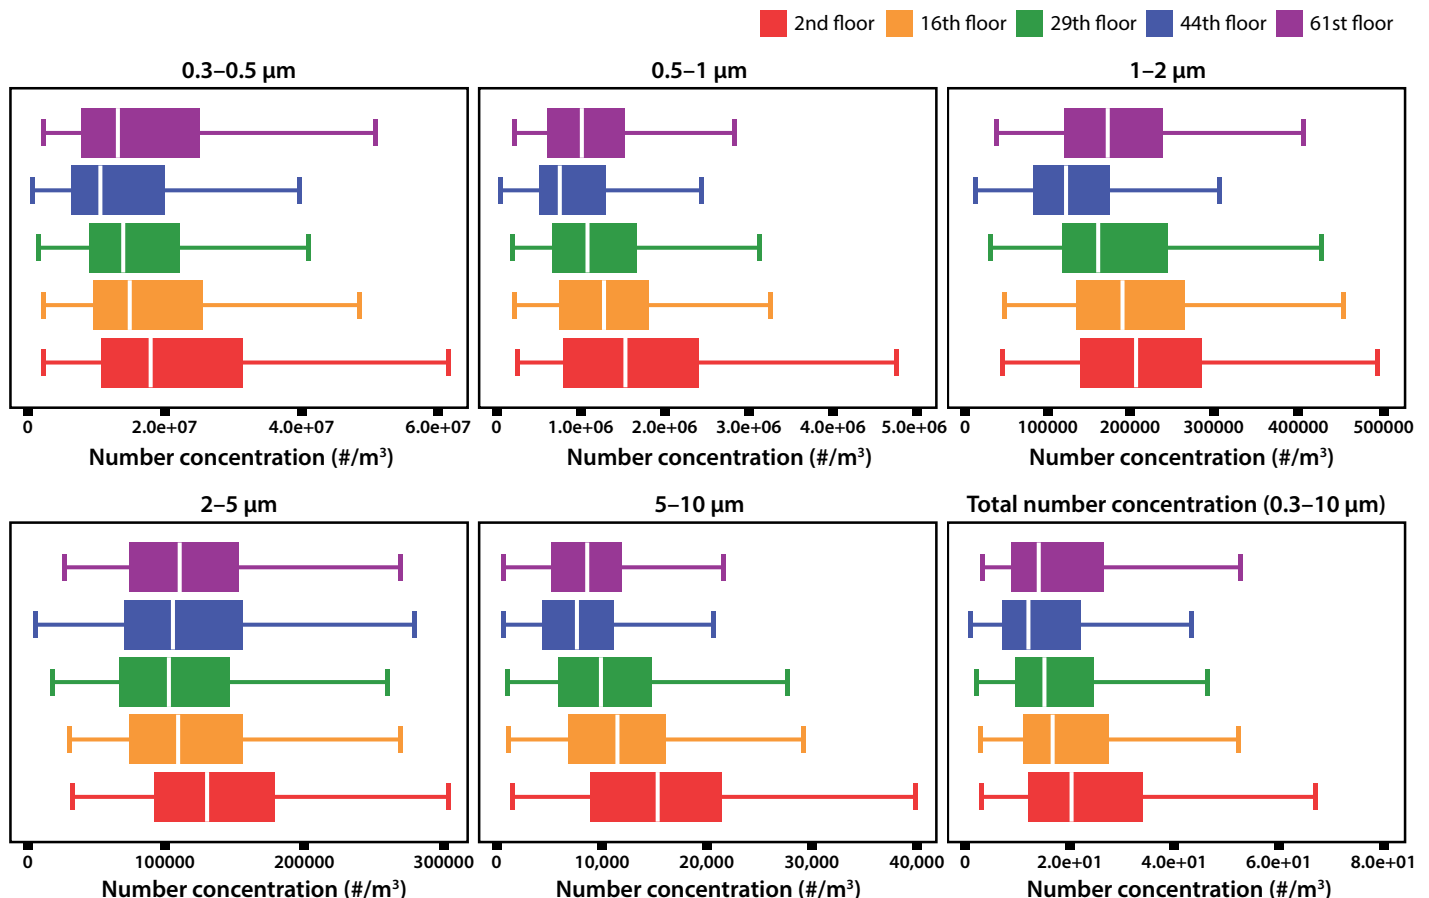 2nd floor 16th floor 29th floor 44th floor 61st floor
0.3–0.5 μm 0.5–1 μm 1–2 μm
0 2.0e+07 4.0e+07 6.0e+07 0 1.0e+06 2.0e+06 3.0e+06 4.0e+06 5.0e+06 0 100000 200000 300000 400000 500000
Number concentration (#/m³) Number concentration (#/m³) Number concentration (#/m³)
2–5 μm 5–10 μm Total number concentration (0.3–10 μm)
0 100000 200000 300000 0 10,000 20,000 30,000 40,000 0 2.0e+01 4.0e+01 6.0e+01 8.0e+01
Number concentration (#/m³) Number concentration (#/m³) Number concentration (#/m³)